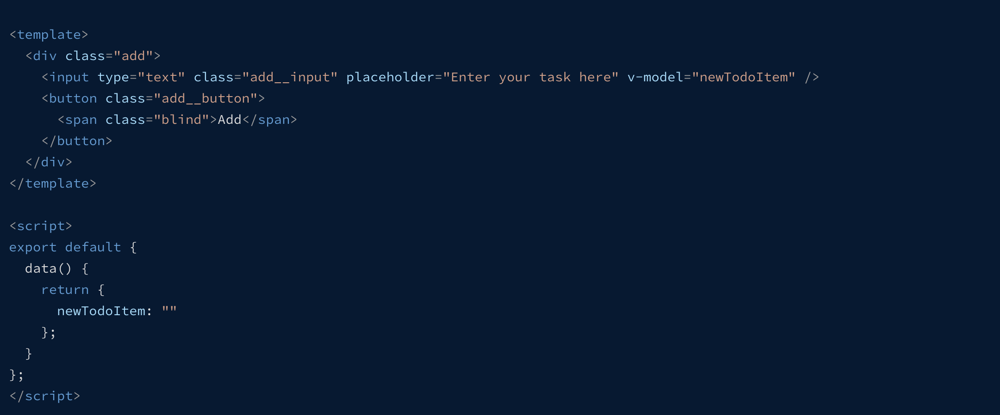 <template>
  <div class="add">
    <input type="text" class="add__input" placeholder="Enter your task here" v-model="newTodoItem" />
    <button class="add__button">
      <span class="blind">Add</span>
    </button>
  </div>
</template>

<script>
export default {
  data() {
    return {
      newTodoItem: ""
    };
  }
};
</script>